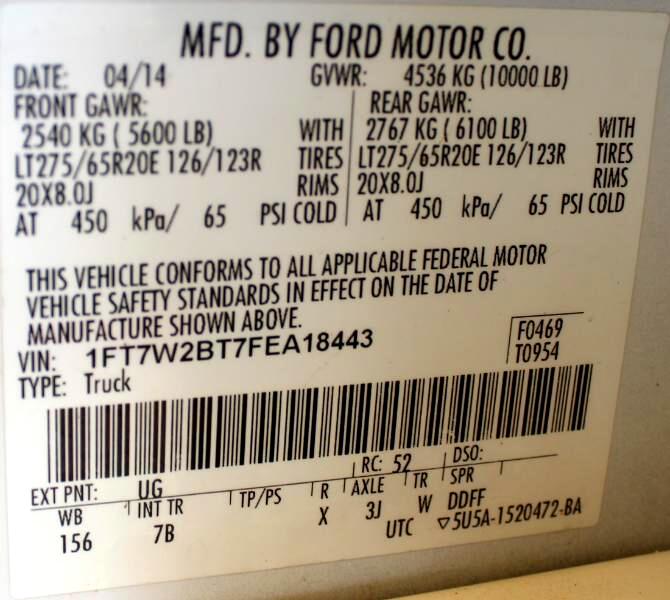 MFD. BY FORD MOTOR CO.
DATE: 04/14 GVWR: 4536 KG (10000 LB)
FRONT GAWR: REAR GAWR:
2540 KG ( 5600 LB) WITH 2767 KG ( 6100 LB) WITH
LT275/65R20E 126/123R TIRES LT275/65R20E 126/123R TIRES
20X8.0J RIMS 20X8.0J RIMS
AT 450 kPa/ 65 PSI COLD AT 450 kPa/ 65 PSI COLD
THIS VEHICLE CONFORMS TO ALL APPLICABLE FEDERAL MOTOR
VEHICLE SAFETY STANDARDS IN EFFECT ON THE DATE OF
MANUFACTURE SHOWN ABOVE.
VIN: 1FT7W2BT7FEA18443 F0469
TYPE: Truck T0954
EXT PNT: UG RC: 52 DSO:
WB INT TR TP/PS R AXLE TR SPR
156 7B X 3J W DDFF
UTC ▽5U5A-1520472-BA